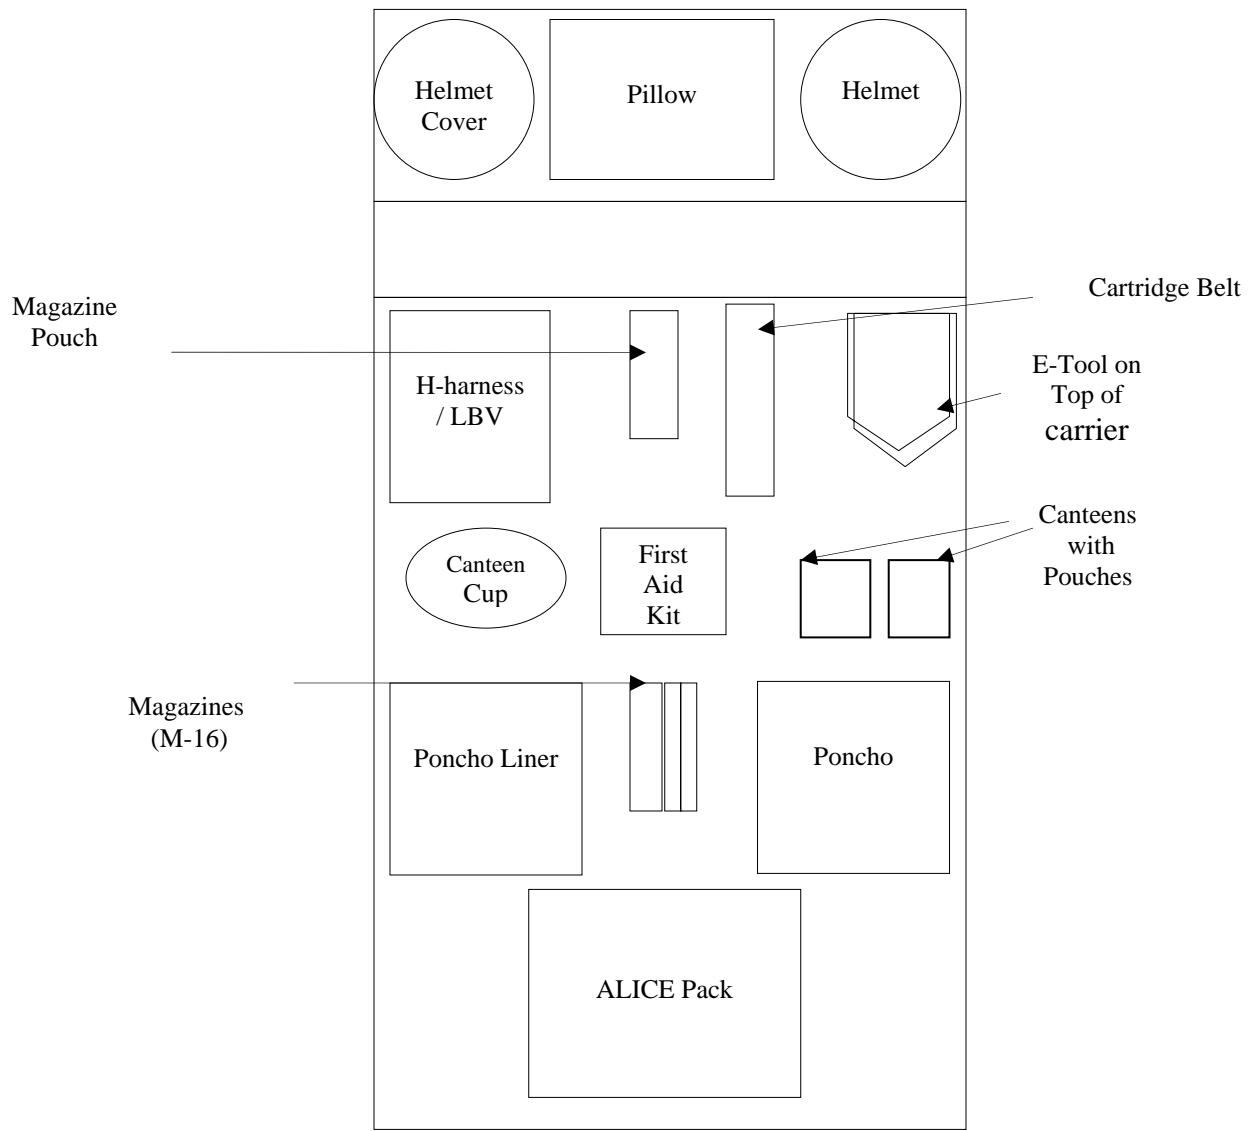 Helmet
Cover
Pillow
Helmet
Magazine
Pouch
Cartridge Belt
H-harness
/ LBV
E-Tool on
Top of
carrier
Canteen
Cup
First
Aid
Kit
Canteens
with
Pouches
Magazines
(M-16)
Poncho Liner
Poncho
ALICE Pack